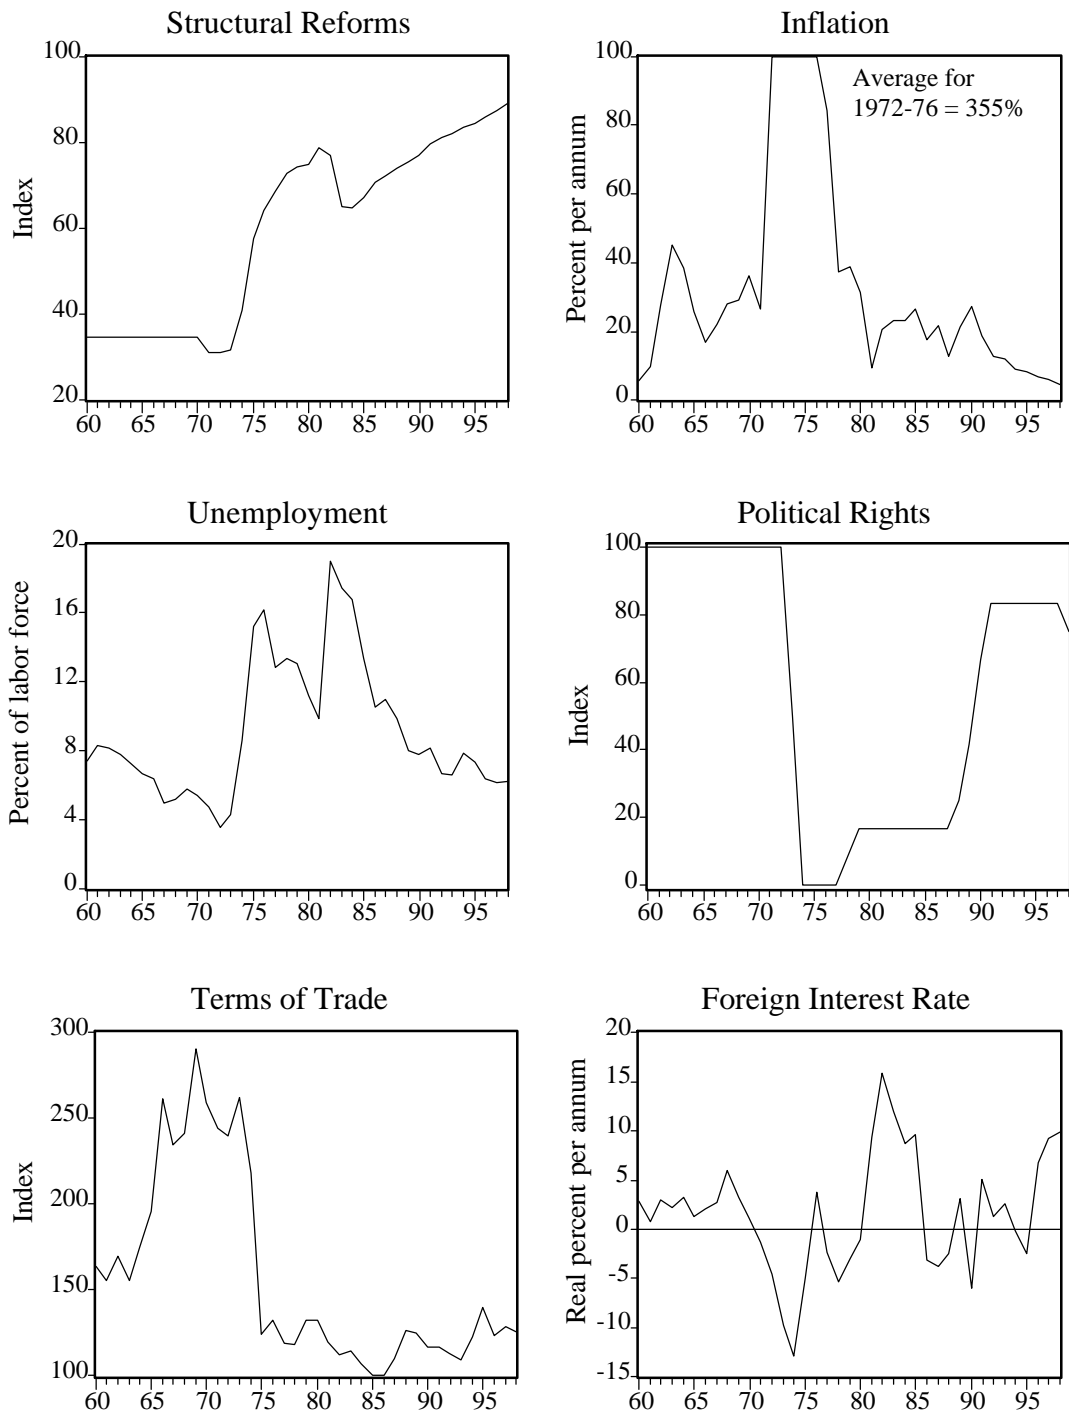 Structural Reforms
Index
100
80
60
40
20
60 65 70 75 80 85 90 95
Inflation
Average for
1972-76 = 355%
Percent per annum
100
80
60
40
20
0
60 65 70 75 80 85 90 95
Unemployment
Percent of labor force
20
16
12
8
4
0
60 65 70 75 80 85 90 95
Political Rights
Index
100
80
60
40
20
0
60 65 70 75 80 85 90 95
Terms of Trade
Index
300
250
200
150
100
60 65 70 75 80 85 90 95
Foreign Interest Rate
Real percent per annum
20
15
10
5
0
-5
-10
-15
60 65 70 75 80 85 90 95